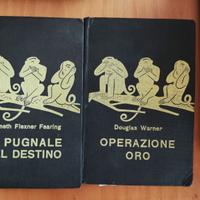 neth Flexner Fearing
PUGNALE
L DESTINO
Douglas Warner
OPERAZIONE
ORO